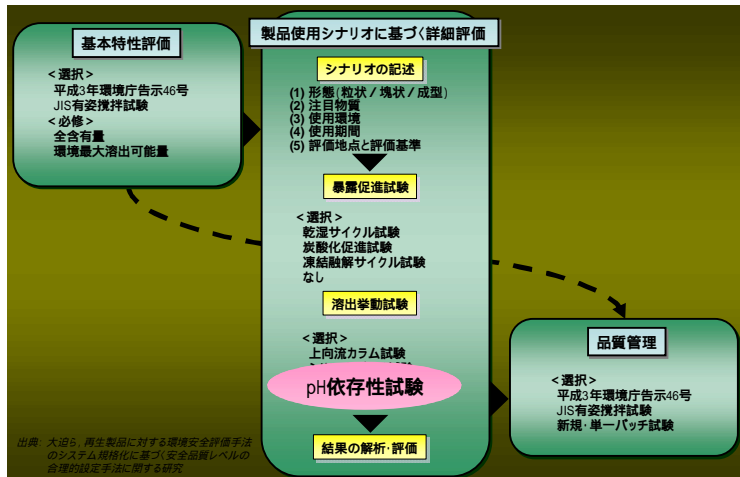 基本特性評価
<選択>
平成3年環境庁告示46号
JIS有姿撹拌試験
<必修>
全含有量
環境最大溶出可能量
製品使用シナリオに基づく詳細評価
シナリオの記述
(1) 形態(粒状/塊状/成型)
(2) 注目物質
(3) 使用環境
(4) 使用期間
(5) 評価地点と評価基準
暴露促進試験
<選択>
乾湿サイクル試験
炭酸化促進試験
凍結融解サイクル試験
なし
溶出挙動試験
<選択>
上向流カラム試験
pH依存性試験
結果の解析・評価
品質管理
<選択>
平成3年環境庁告示46号
JIS有姿撹拌試験
新規・単一バッチ試験
出典: 大迫ら, 再生製品に対する環境安全評価手法
のシステム規格化に基づく安全品質レベルの
合理的設定手法に関する研究